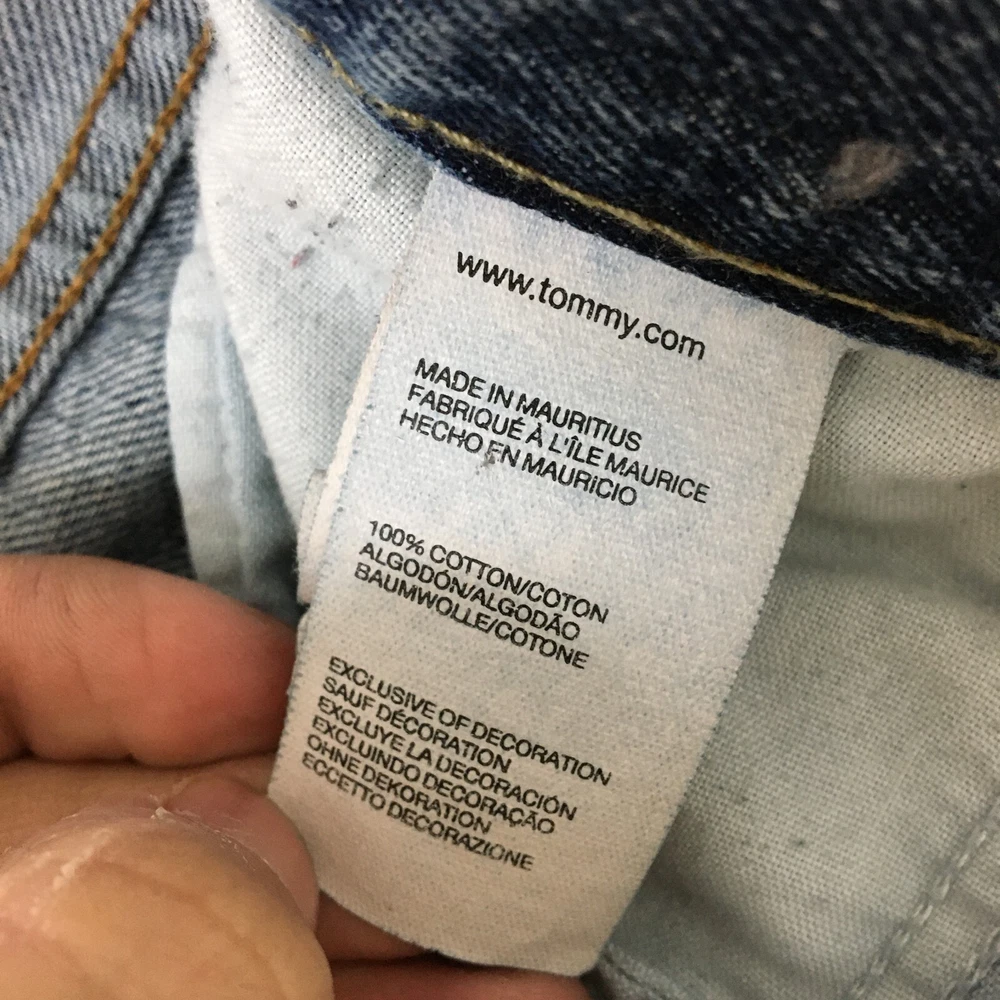 www.tommy.com
MADE IN MAURITIUS
FABRIQUÉ À L'ÎLE MAURICE
HECHO EN MAURICIO
100% COTTON/COTON
ALGODÓN/ALGODÃO
BAUMWOLLE/COTONE
EXCLUSIVE OF DECORATION
SAUF DÉCORATION
EXCLUYE LA DECORACIÓN
EXCLUINDO DECORAÇÃO
OHNE DEKORATION
ECCETTO DECORAZIONE